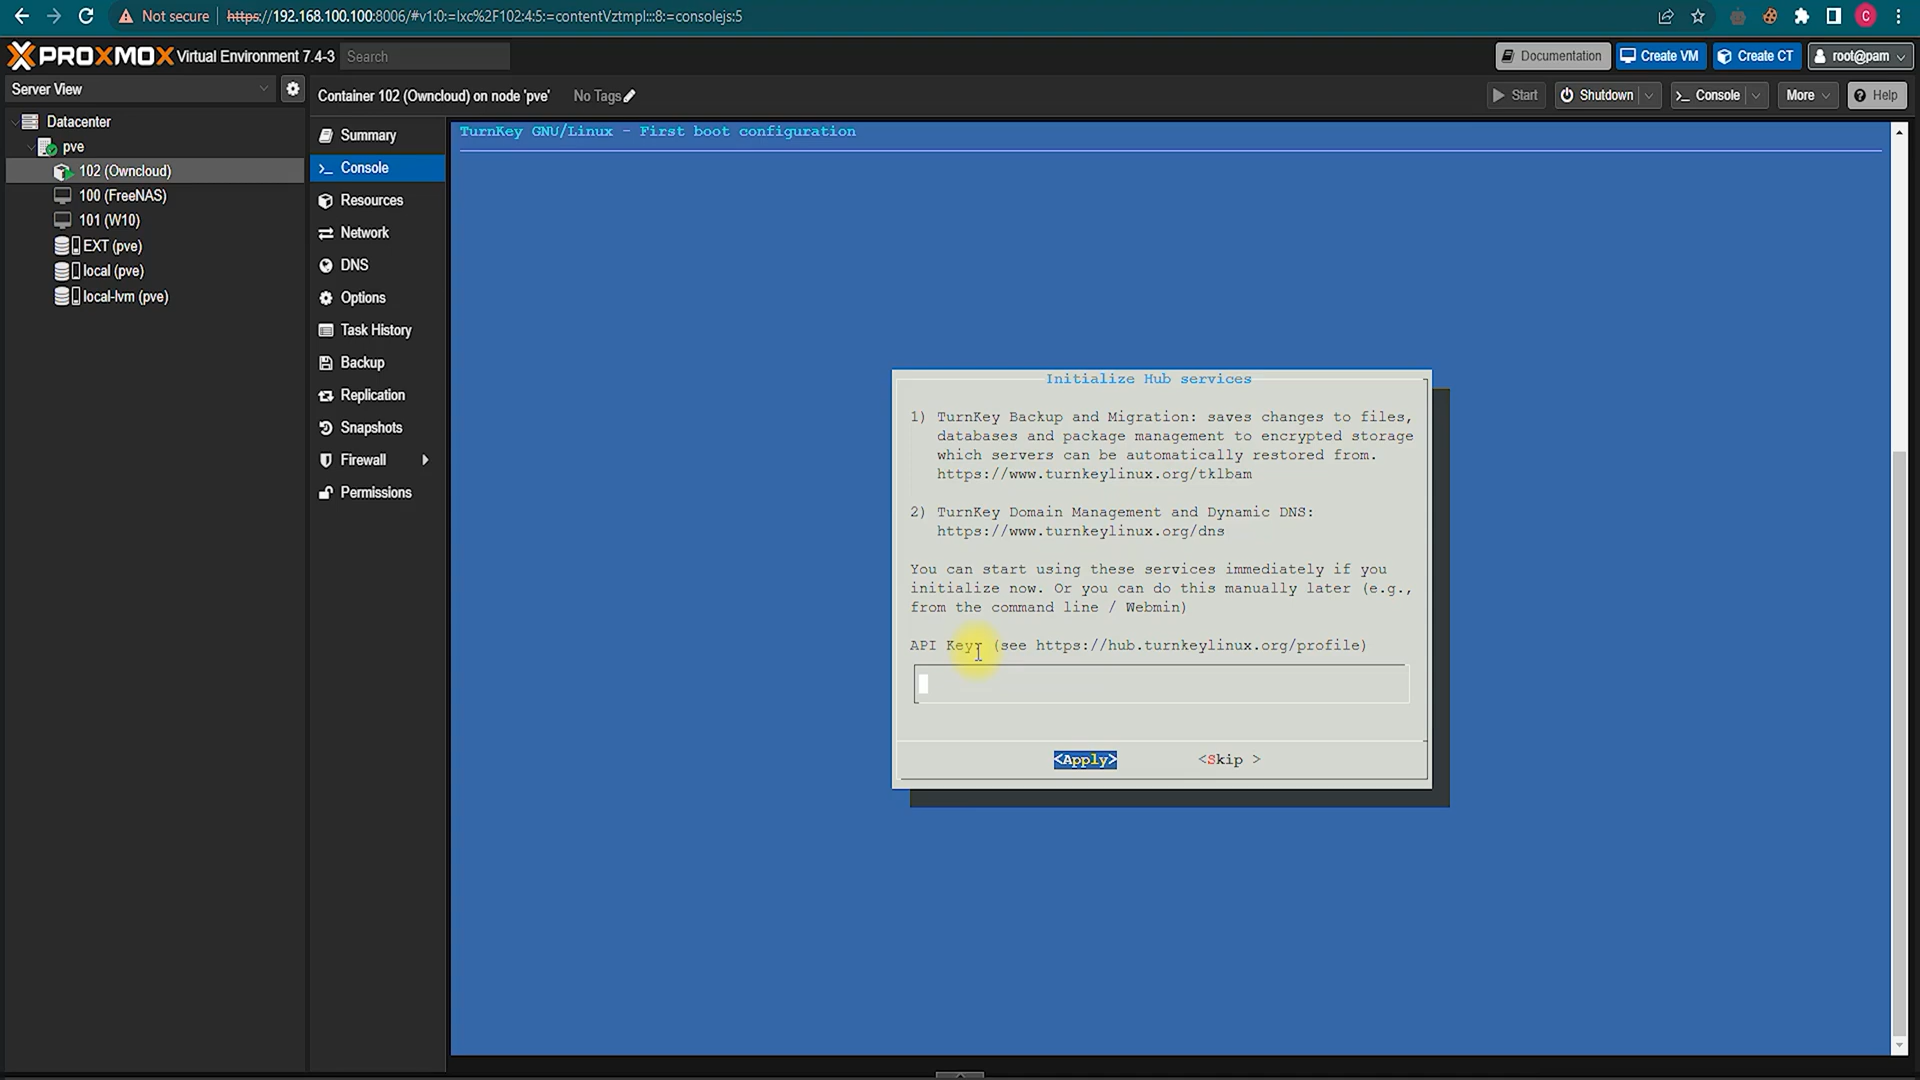 Not secure
https://192.168.100.100:8006/#v1:0:=lxc%2F102:4:5:=contentVztmpl:::8:=consolejs:5
C
PROXMOX Virtual Environment 7.4-3
Search
Documentation
Create VM
Create CT
root@pam
Server View
Container 102 (Owncloud) on node 'pve'
No Tags
Start
Shutdown
Console
More
Help
Datacenter
pve
102 (Owncloud)
100 (FreeNAS)
101 (W10)
EXT (pve)
local (pve)
local-lvm (pve)
Summary
Console
Resources
Network
DNS
Options
Task History
Backup
Replication
Snapshots
Firewall
Permissions
TurnKey GNU/Linux - First boot configuration
Initialize Hub services
1) TurnKey Backup and Migration: saves changes to files,
databases and package management to encrypted storage
which servers can be automatically restored from.
https://www.turnkeylinux.org/tklbam
2) TurnKey Domain Management and Dynamic DNS:
https://www.turnkeylinux.org/dns
You can start using these services immediately if you
initialize now. Or you can do this manually later (e.g.,
from the command line / Webmin)
API Key: (see https://hub.turnkeylinux.org/profile)
<Apply>
<Skip >